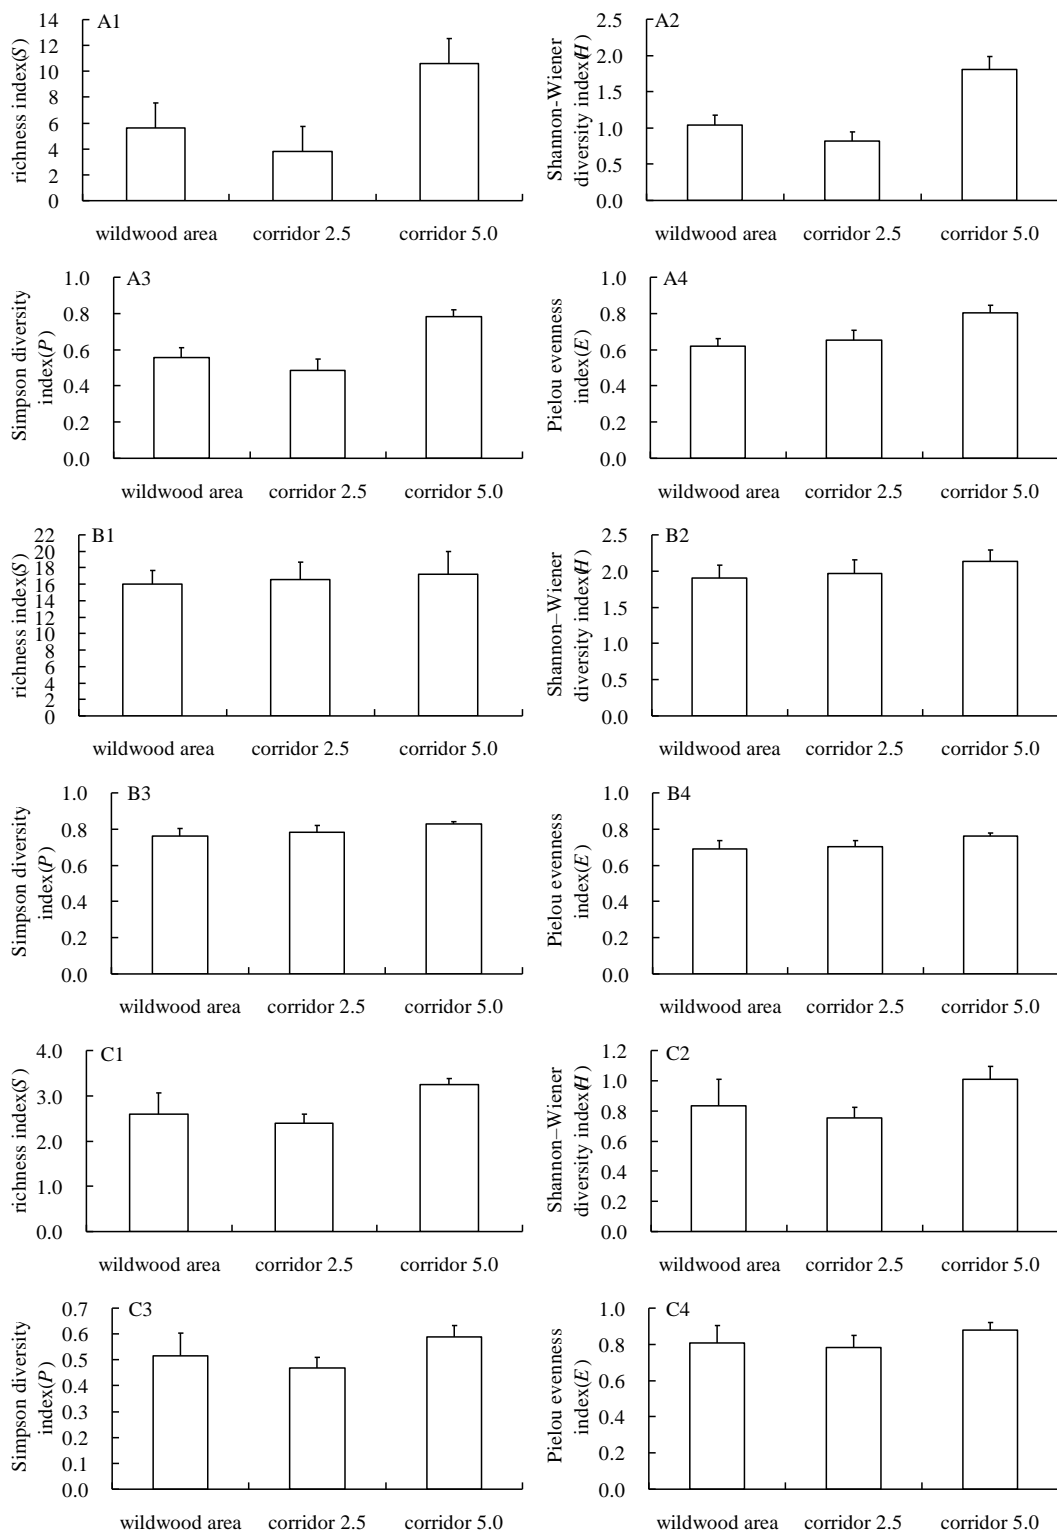 A1
richness index(S)
14
12
10
8
6
4
2
0
wildwood area corridor 2.5 corridor 5.0
A2
Shannon-Wiener
diversity index(H)
2.5
2.0
1.5
1.0
0.5
0.0
wildwood area corridor 2.5 corridor 5.0
A3
Simpson diversity
index(P)
1.0
0.8
0.6
0.4
0.2
0.0
wildwood area corridor 2.5 corridor 5.0
A4
Pielou evenness
index(E)
1.0
0.8
0.6
0.4
0.2
0.0
wildwood area corridor 2.5 corridor 5.0
B1
richness index(S)
22
20
18
16
14
12
10
8
6
4
2
0
wildwood area corridor 2.5 corridor 5.0
B2
Shannon–Wiener
diversity index(H)
2.5
2.0
1.5
1.0
0.5
0.0
wildwood area corridor 2.5 corridor 5.0
B3
Simpson diversity
index(P)
1.0
0.8
0.6
0.4
0.2
0.0
wildwood area corridor 2.5 corridor 5.0
B4
Pielou evenness
index(E)
1.0
0.8
0.6
0.4
0.2
0.0
wildwood area corridor 2.5 corridor 5.0
C1
richness index(S)
4.0
3.0
2.0
1.0
0.0
wildwood area corridor 2.5 corridor 5.0
C2
Shannon–Wiener
diversity index(H)
1.2
1.0
0.8
0.6
0.4
0.2
0.0
wildwood area corridor 2.5 corridor 5.0
C3
Simpson diversity
index(P)
0.7
0.6
0.5
0.4
0.3
0.2
0.1
0.0
wildwood area corridor 2.5 corridor 5.0
C4
Pielou evenness
index(E)
1.0
0.8
0.6
0.4
0.2
0.0
wildwood area corridor 2.5 corridor 5.0